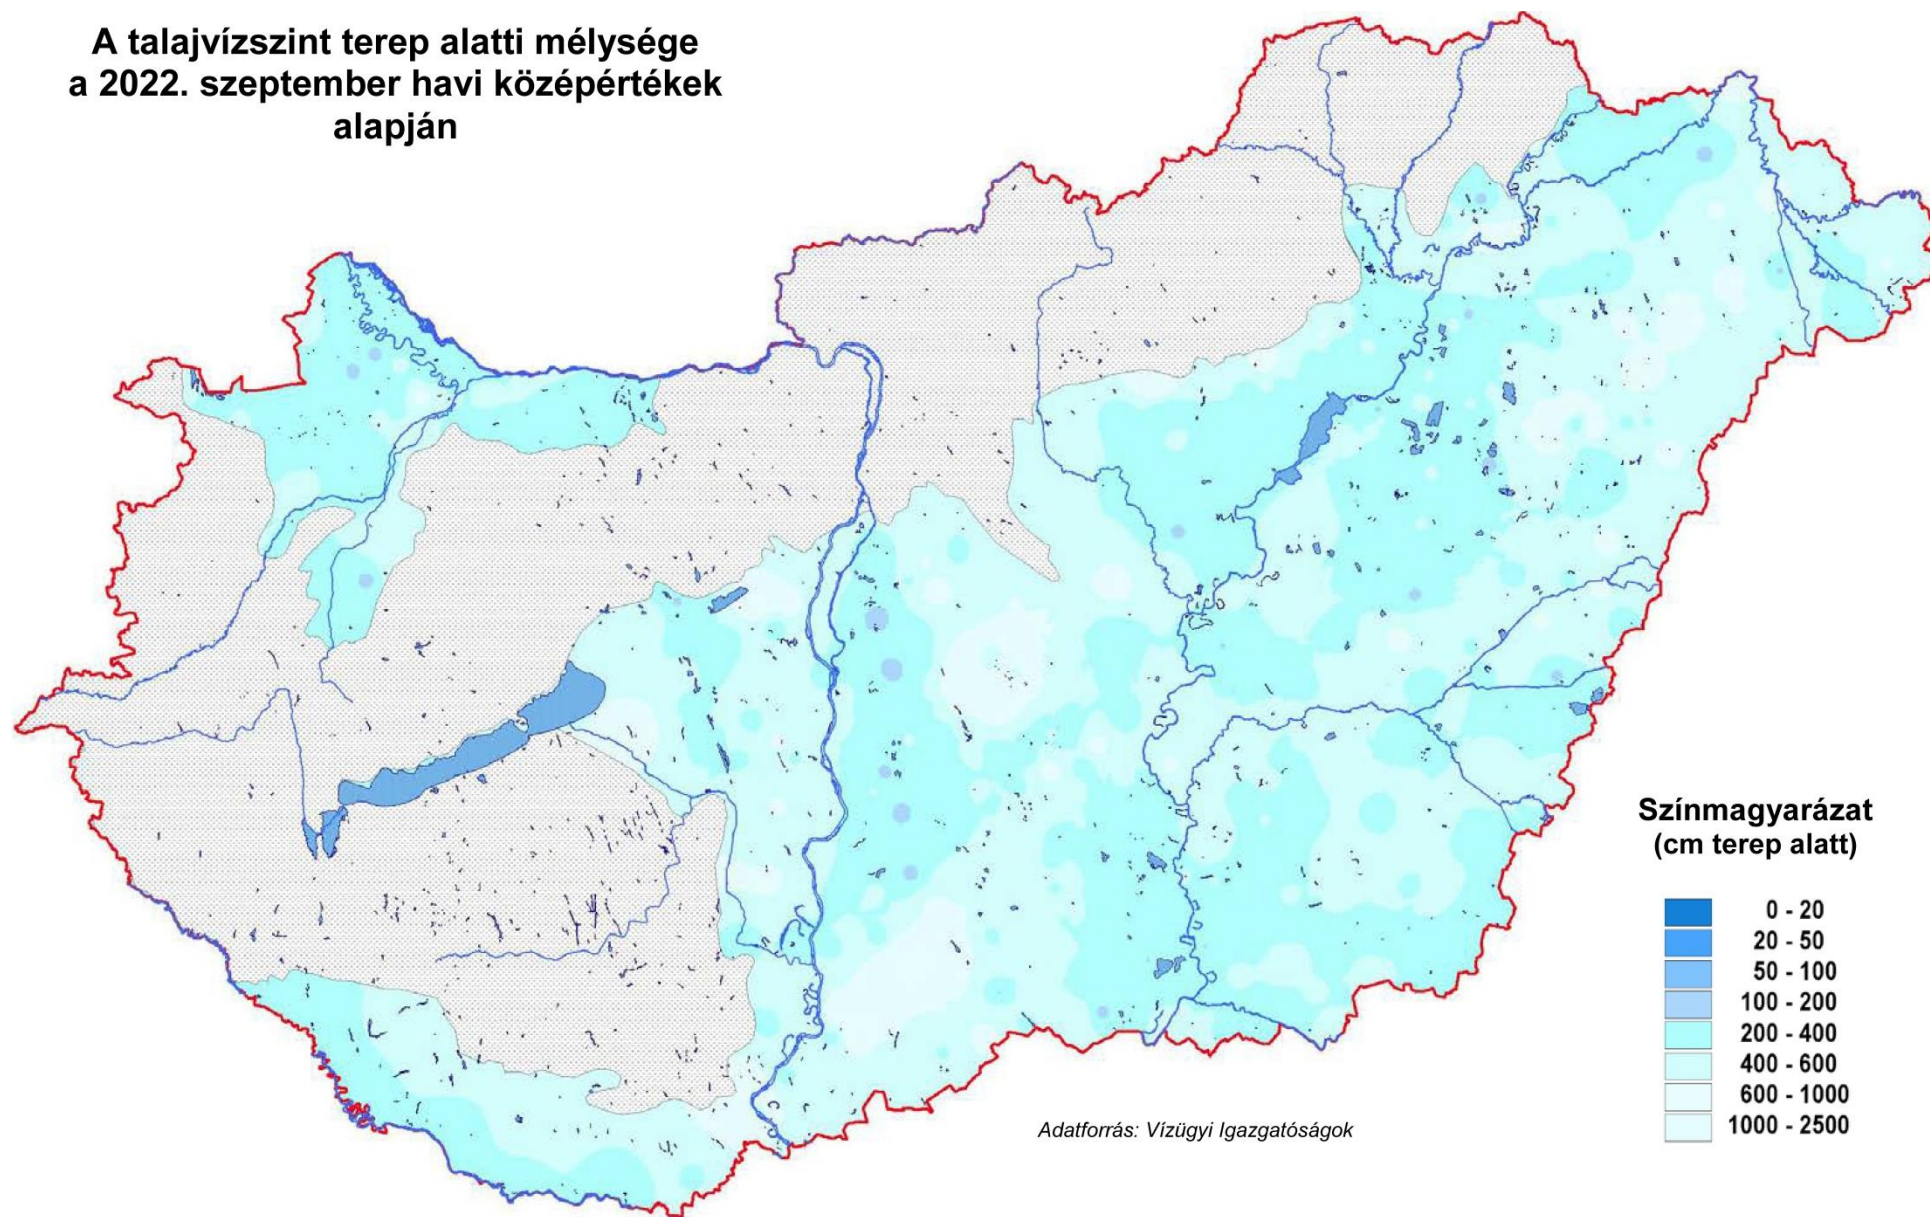 A talajvízszint terep alatti mélysége
a 2022. szeptember havi középértékek
alapján
Színmagyarázat
(cm terep alatt)
0 - 20
20 - 50
50 - 100
100 - 200
200 - 400
400 - 600
600 - 1000
1000 - 2500
Adatforrás: Vízügyi Igazgatóságok